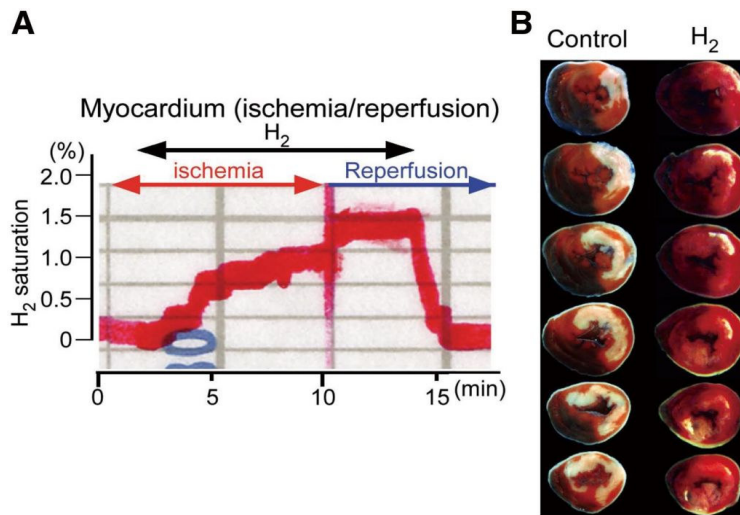 A
Myocardium (ischemia/reperfusion)
H₂
(%)
ischemia
Reperfusion
2.0
1.5
1.0
0.5
0
H₂ saturation
0
5
10
15
(min)
B
Control
H₂